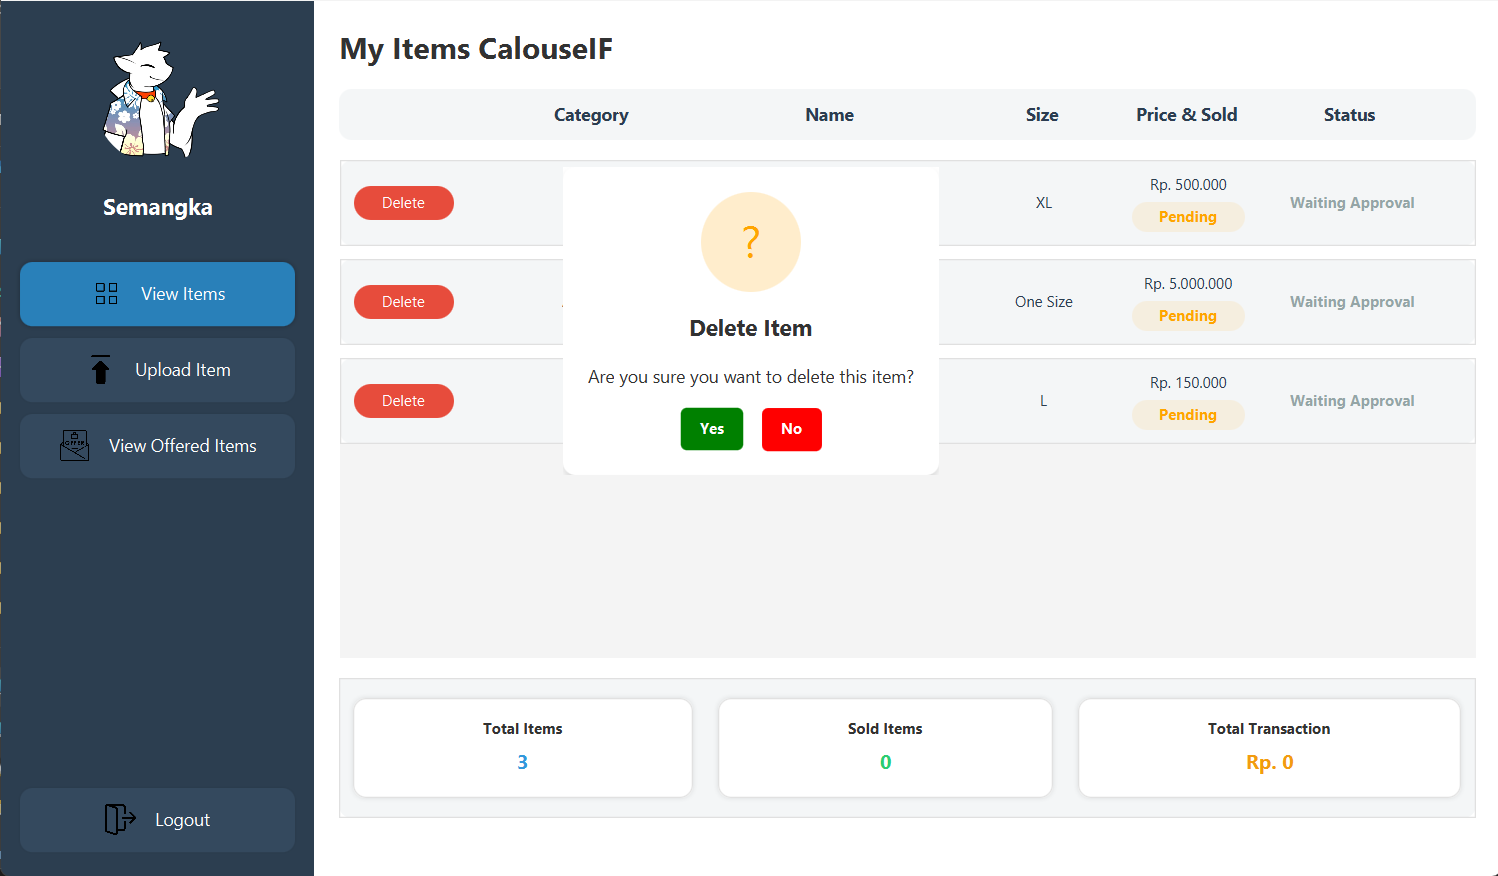 Semangka
View Items
Upload Item
OFFER
View Offered Items
Logout
My Items CalouseIF
Category Name Size Price & Sold Status
Delete XL Rp. 500.000 Pending Waiting Approval
Delete One Size Rp. 5.000.000 Pending Waiting Approval
Delete L Rp. 150.000 Pending Waiting Approval
?
Delete Item
Are you sure you want to delete this item?
Yes No
Total Items
3
Sold Items
0
Total Transaction
Rp. 0